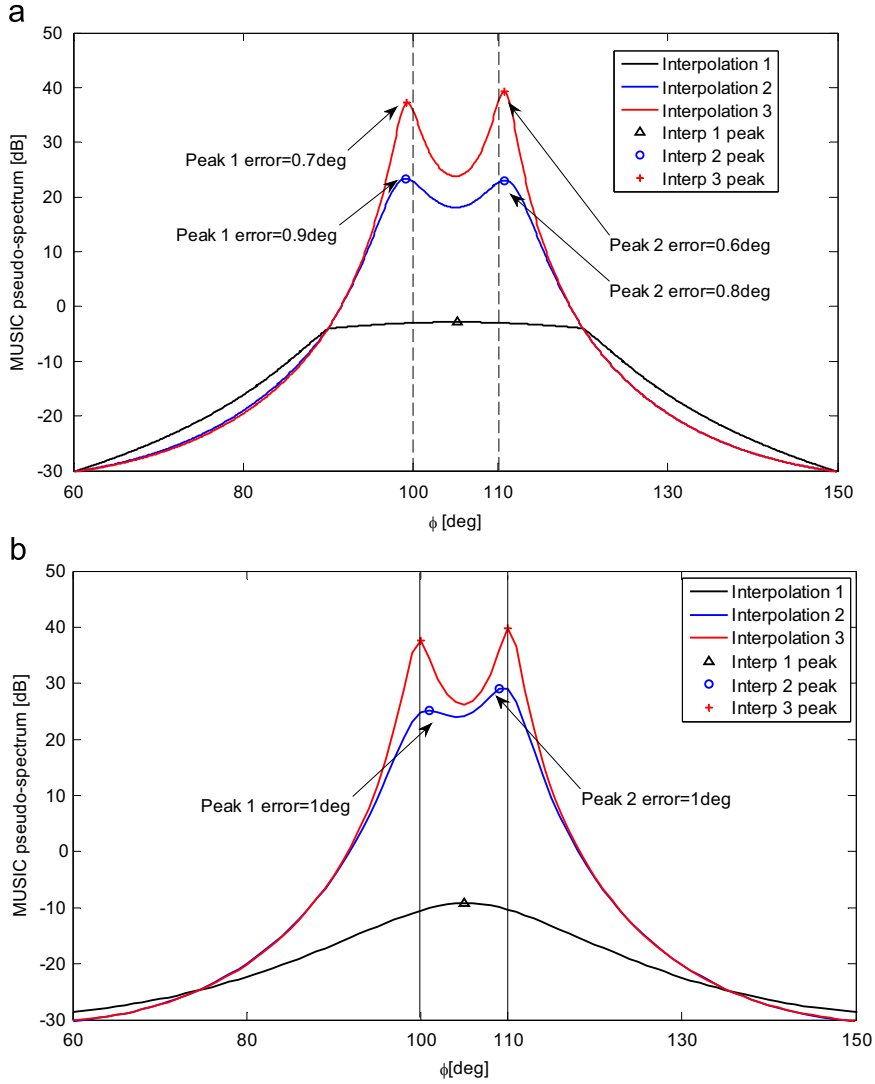 a
50
40
30
20
10
0
-10
-20
-30
MUSIC pseudo-spectrum [dB]
Interpolation 1
Interpolation 2
Interpolation 3
Interp 1 peak
Interp 2 peak
Interp 3 peak
Peak 1 error=0.7deg
Peak 1 error=0.9deg
Peak 2 error=0.6deg
Peak 2 error=0.8deg
60 80 100 110 130 150
ϕ [deg]
b
50
40
30
20
10
0
-10
-20
-30
MUSIC pseudo-spectrum [dB]
Interpolation 1
Interpolation 2
Interpolation 3
Interp 1 peak
Interp 2 peak
Interp 3 peak
Peak 1 error=1deg
Peak 2 error=1deg
60 80 100 110 130 150
ϕ[deg]